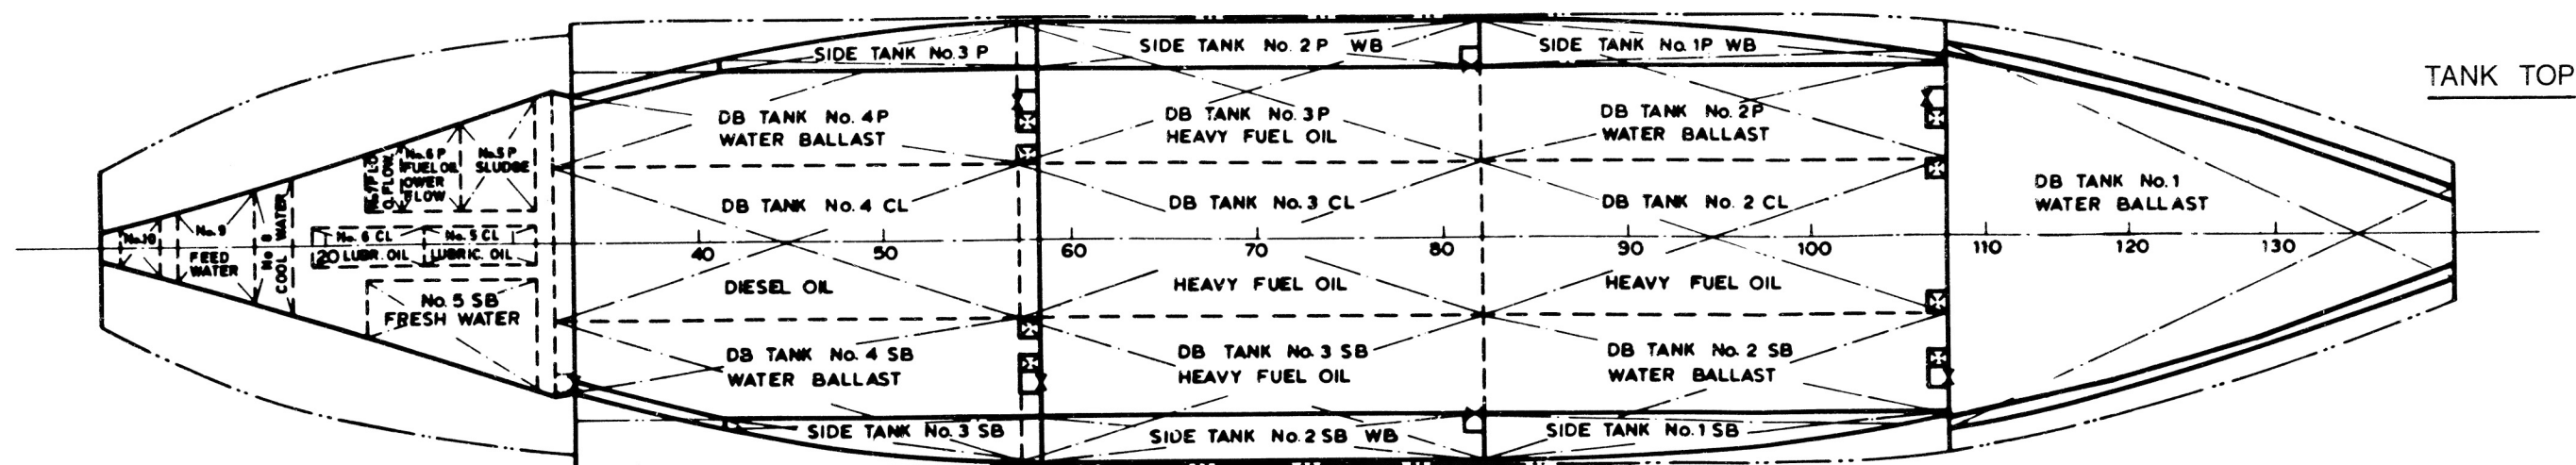 TANK TOP
SIDE TANK No.3 P
SIDE TANK No. 2P WB
SIDE TANK No.1P WB
DB TANK No. 4P
WATER BALLAST
DB TANK No.3P
HEAVY FUEL OIL
DB TANK No.2P
WATER BALLAST
No.6 P
FUEL OIL
OWER
FLOW
No.5P
SLUDGE
O.FLOW
DB TANK No.4 CL
DB TANK No.3 CL
DB TANK No.2 CL
DB TANK No.1
WATER BALLAST
No.10
No.9
FEED
WATER
No 8
COOL WATER
No. 6 CL
20 LUBR. OIL
No.5 CL
LUBRIC. OIL
40 50 60 70 80 90 100 110 120 130
DIESEL OIL
HEAVY FUEL OIL
HEAVY FUEL OIL
No.5 SB
FRESH WATER
DB TANK No. 4 SB
WATER BALLAST
DB TANK No. 3 SB
HEAVY FUEL OIL
DB TANK No. 2 SB
WATER BALLAST
SIDE TANK No.3 SB
SIDE TANK No.2 SB WB
SIDE TANK No.1 SB